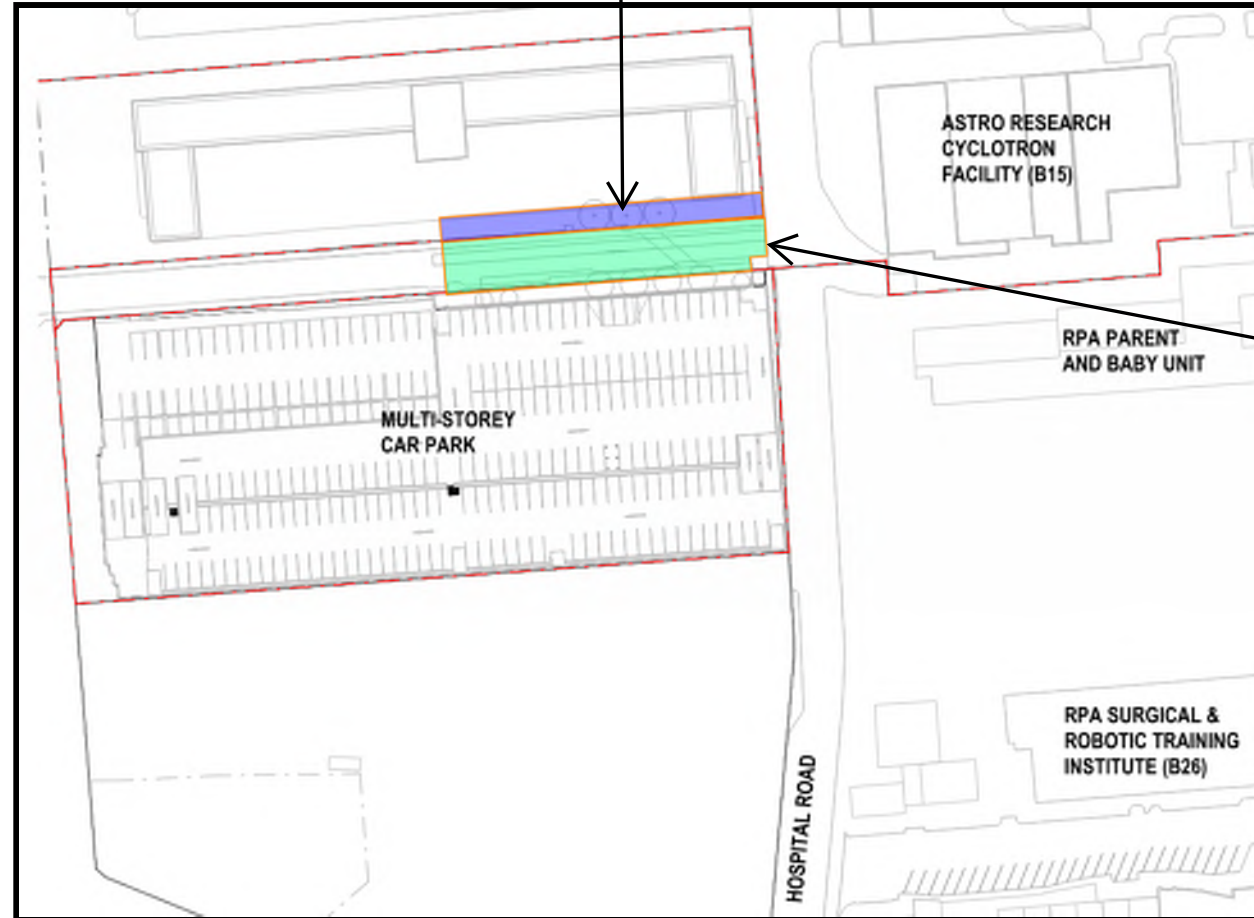 ASTRO RESEARCH
CYCLOTRON
FACILITY (B15)
RPA PARENT
AND BABY UNIT
MULTI-STOREY
CAR PARK
RPA SURGICAL &
ROBOTIC TRAINING
INSTITUTE (B26)
HOSPITAL ROAD